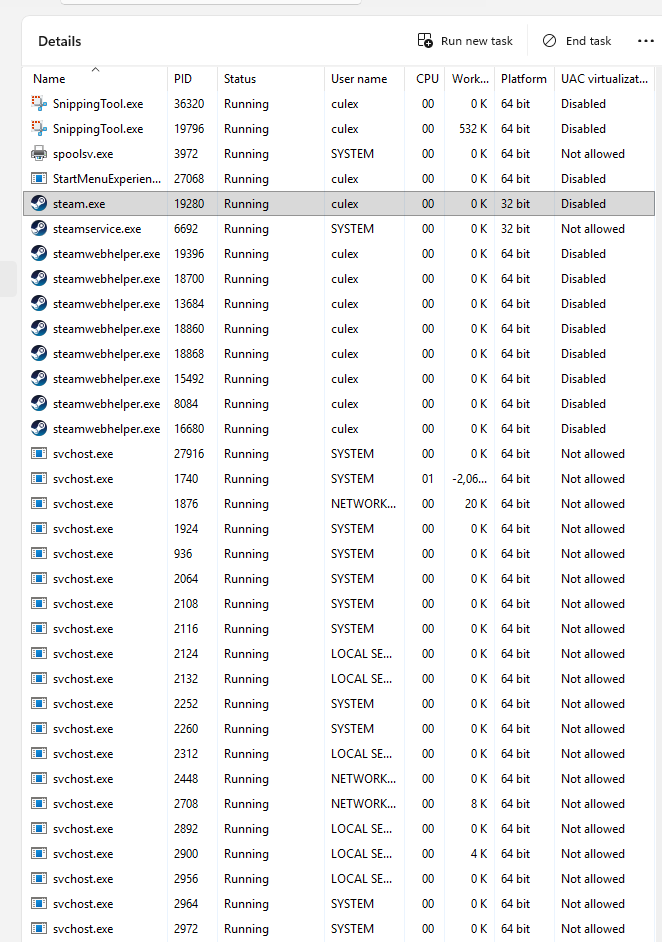 Details Run new task End task
Name PID Status User name CPU Work... Platform UAC virtualizat...
SnippingTool.exe 36320 Running culex 00 0 K 64 bit Disabled
SnippingTool.exe 19796 Running culex 00 532 K 64 bit Disabled
spoolsv.exe 3972 Running SYSTEM 00 0 K 64 bit Not allowed
StartMenuExperien... 27068 Running culex 00 0 K 64 bit Disabled
steam.exe 19280 Running culex 00 0 K 32 bit Disabled
steamservice.exe 6692 Running SYSTEM 00 0 K 32 bit Not allowed
steamwebhelper.exe 19396 Running culex 00 0 K 64 bit Disabled
steamwebhelper.exe 18700 Running culex 00 0 K 64 bit Disabled
steamwebhelper.exe 13684 Running culex 00 0 K 64 bit Disabled
steamwebhelper.exe 18860 Running culex 00 0 K 64 bit Disabled
steamwebhelper.exe 18868 Running culex 00 0 K 64 bit Disabled
steamwebhelper.exe 15492 Running culex 00 0 K 64 bit Disabled
steamwebhelper.exe 8084 Running culex 00 0 K 64 bit Disabled
steamwebhelper.exe 16680 Running culex 00 0 K 64 bit Disabled
svchost.exe 27916 Running SYSTEM 00 0 K 64 bit Not allowed
svchost.exe 1740 Running SYSTEM 01 -2,06... 64 bit Not allowed
svchost.exe 1876 Running NETWORK... 00 20 K 64 bit Not allowed
svchost.exe 1924 Running SYSTEM 00 0 K 64 bit Not allowed
svchost.exe 936 Running SYSTEM 00 0 K 64 bit Not allowed
svchost.exe 2064 Running SYSTEM 00 0 K 64 bit Not allowed
svchost.exe 2108 Running SYSTEM 00 0 K 64 bit Not allowed
svchost.exe 2116 Running SYSTEM 00 0 K 64 bit Not allowed
svchost.exe 2124 Running LOCAL SE... 00 0 K 64 bit Not allowed
svchost.exe 2132 Running LOCAL SE... 00 0 K 64 bit Not allowed
svchost.exe 2252 Running SYSTEM 00 0 K 64 bit Not allowed
svchost.exe 2260 Running SYSTEM 00 0 K 64 bit Not allowed
svchost.exe 2312 Running LOCAL SE... 00 0 K 64 bit Not allowed
svchost.exe 2448 Running NETWORK... 00 0 K 64 bit Not allowed
svchost.exe 2708 Running NETWORK... 00 8 K 64 bit Not allowed
svchost.exe 2892 Running LOCAL SE... 00 0 K 64 bit Not allowed
svchost.exe 2900 Running LOCAL SE... 00 4 K 64 bit Not allowed
svchost.exe 2956 Running LOCAL SE... 00 0 K 64 bit Not allowed
svchost.exe 2964 Running SYSTEM 00 0 K 64 bit Not allowed
svchost.exe 2972 Running SYSTEM 00 0 K 64 bit Not allowed